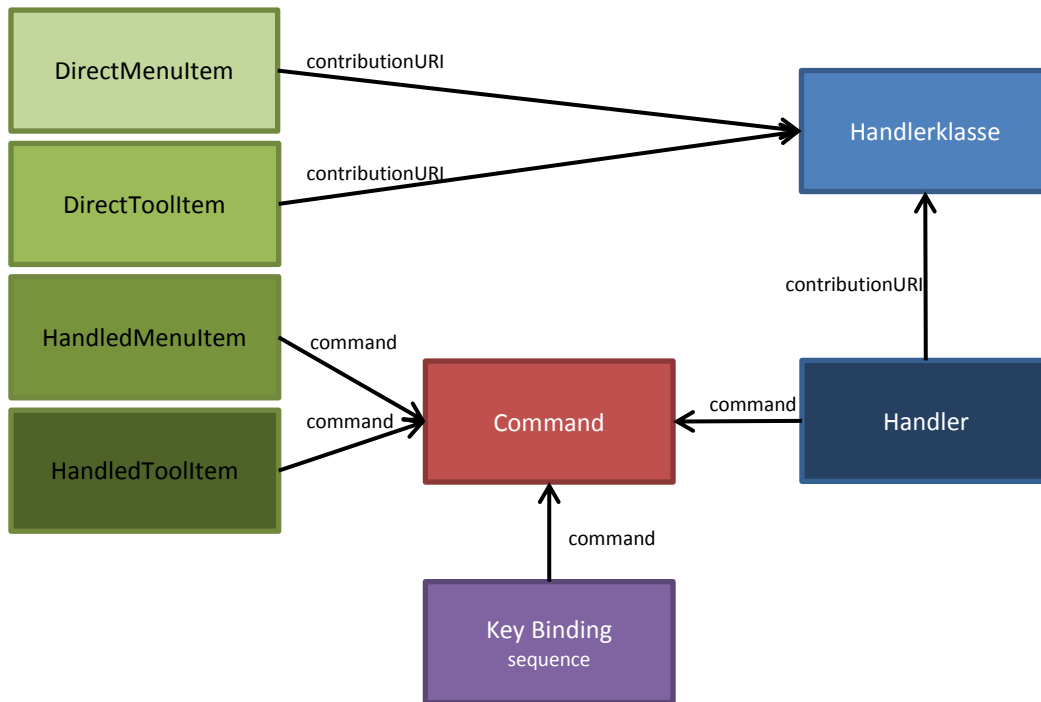 DirectMenuItem
contributionURI
Handlerklasse
DirectToolItem
contributionURI
contributionURI
HandledMenuItem
command
command
Command
command
Handler
HandledToolItem
command
Key Binding
sequence